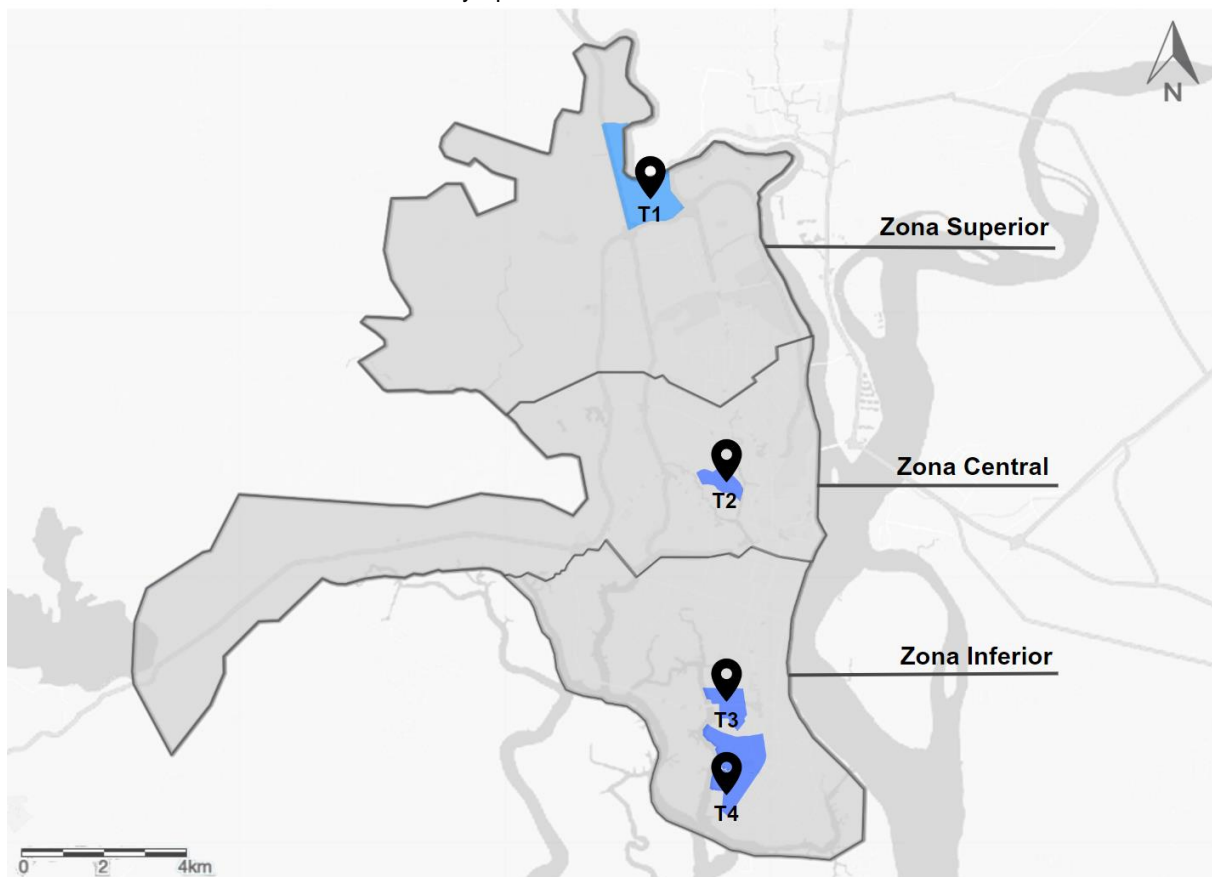 N
T1
Zona Superior
Zona Central
T2
Zona Inferior
T3
T4
0 2 4km